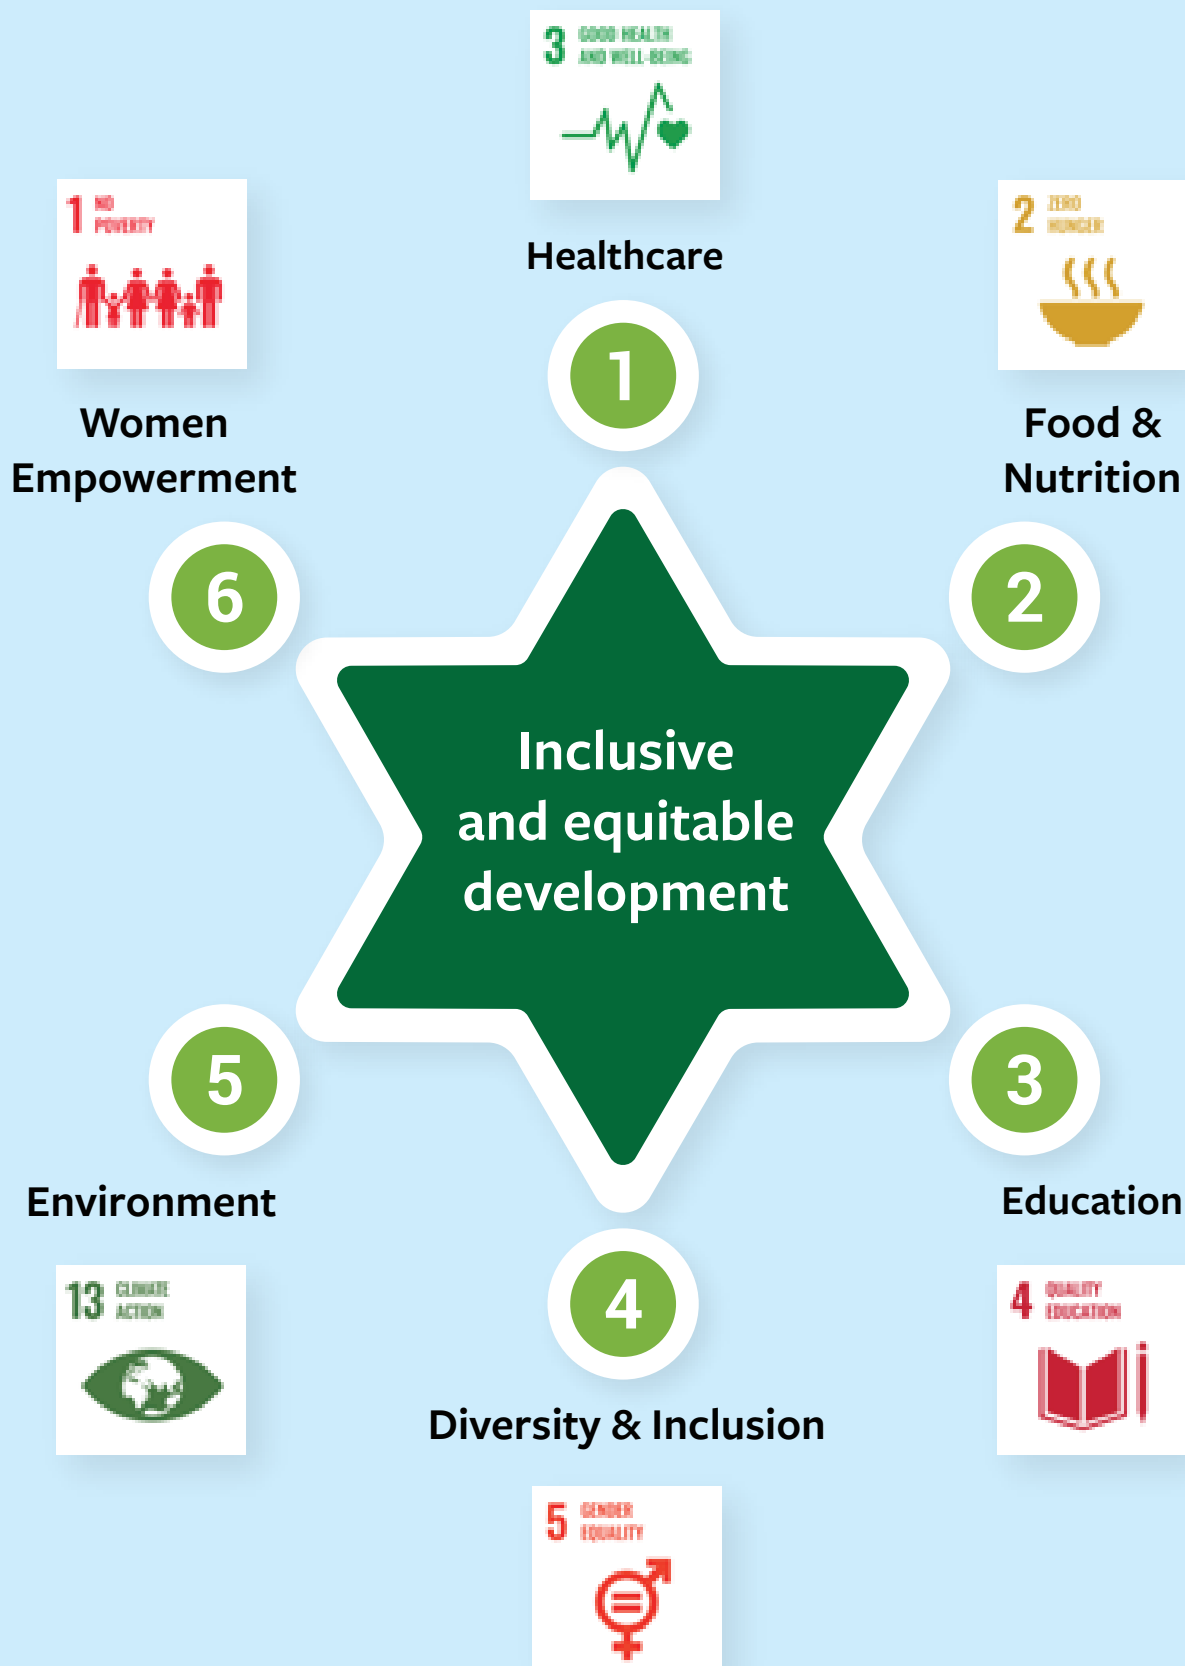 3 GOOD HEALTH
AND WELL-BEING
Healthcare
1
2 ZERO
HUNGER
Food &
Nutrition
2
3
Education
4 QUALITY
EDUCATION
4
Diversity & Inclusion
5 GENDER
EQUALITY
5
Environment
13 CLIMATE
ACTION
1 NO
POVERTY
Women
Empowerment
6
Inclusive
and equitable
development